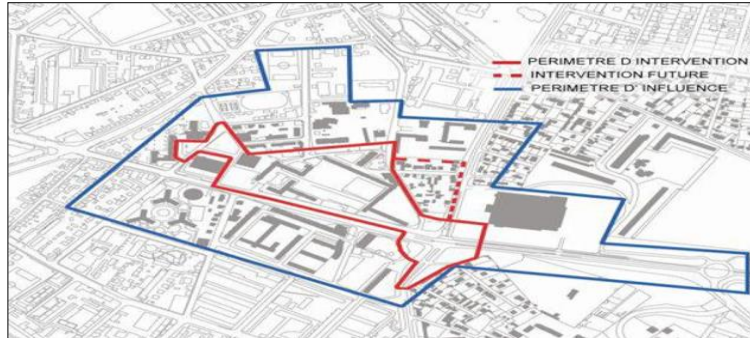 PERIMETRE D INTERVENTION
INTERVENTION FUTURE
PERIMETRE D' INFLUENCE